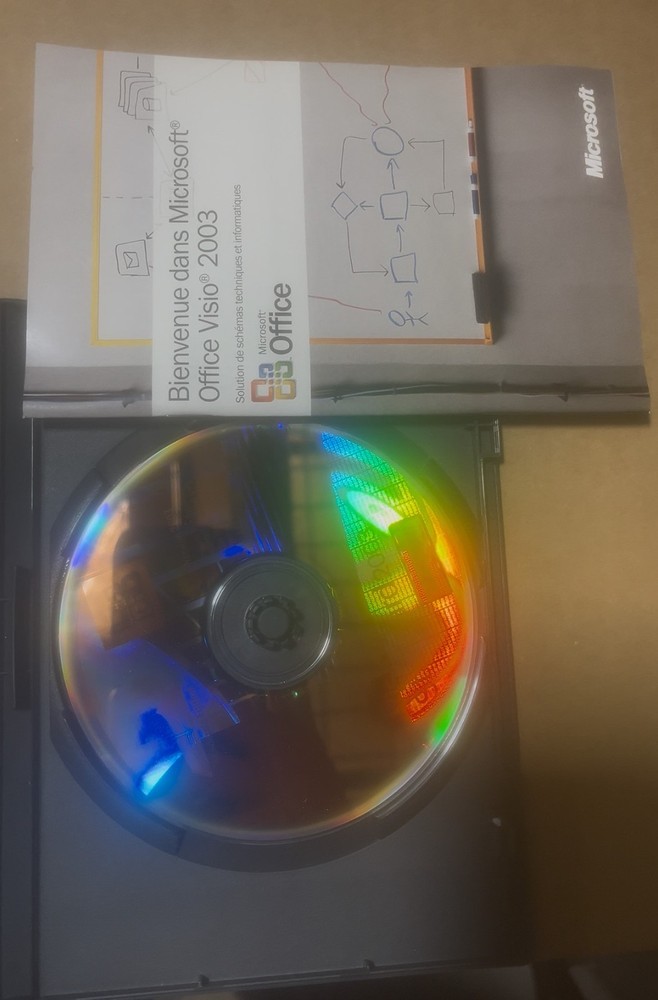 Bienvenue dans Microsoft®
Office Visio® 2003
Solution de schémas techniques et informatiques
Microsoft®
Office
Microsoft